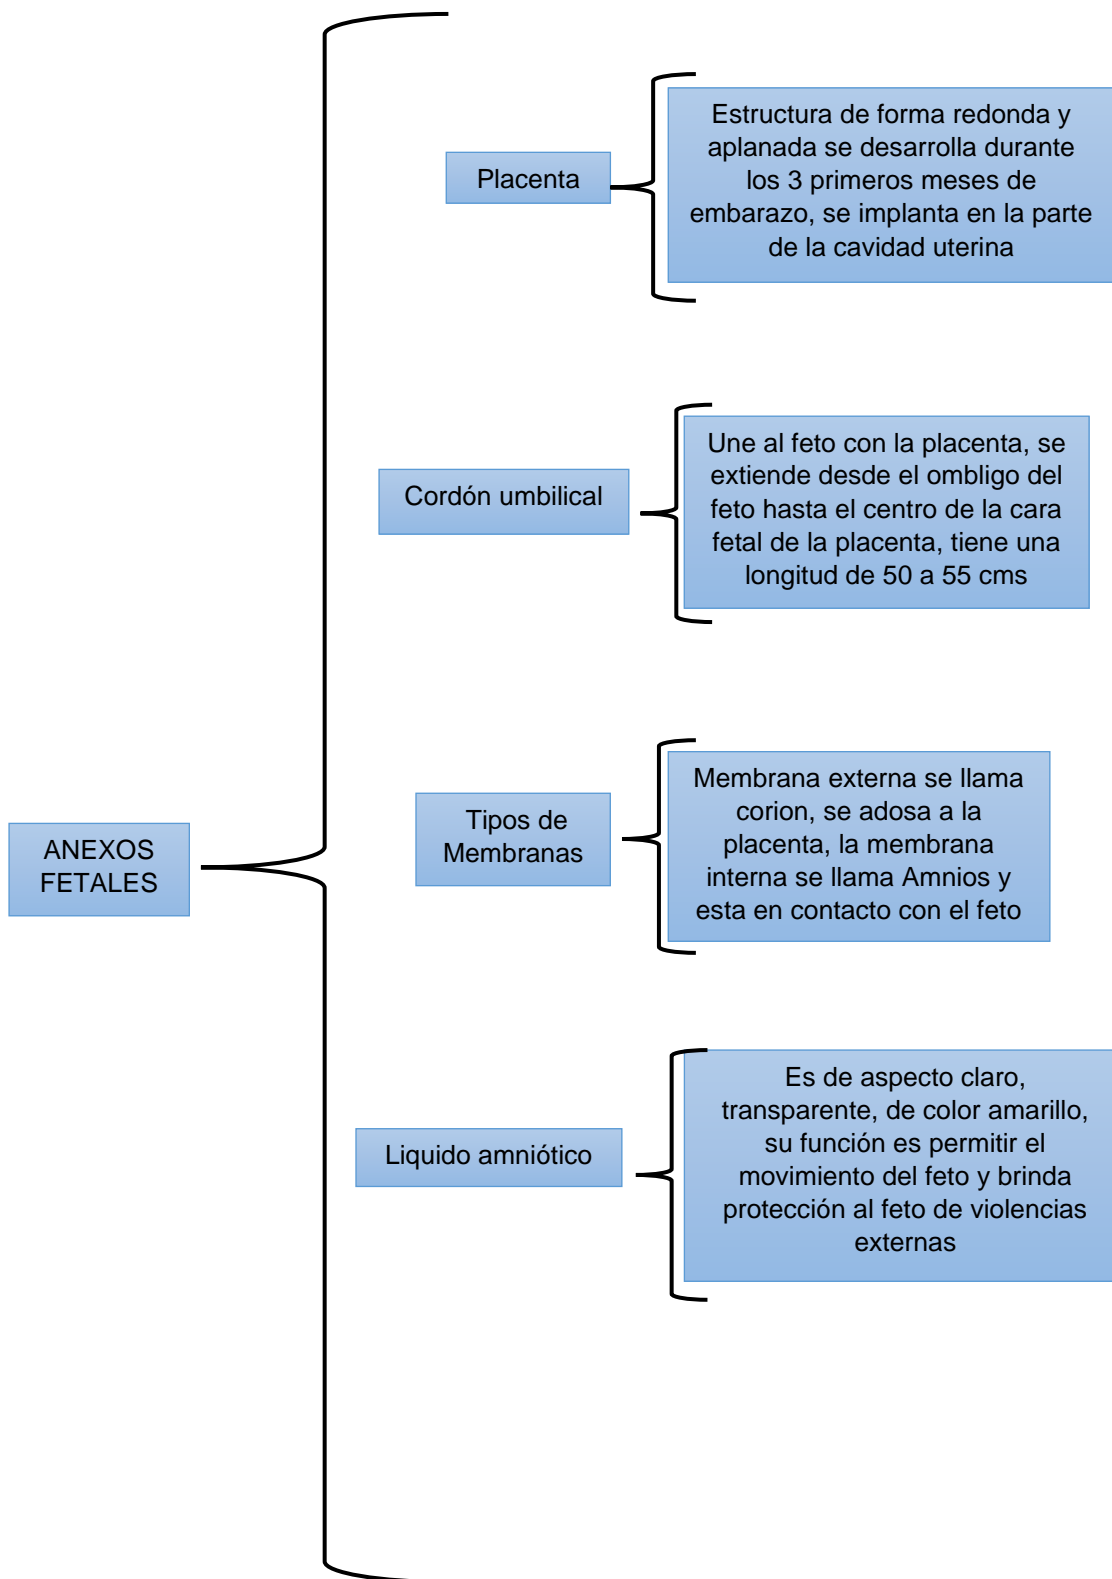 ANEXOS
FETALES
Placenta
Estructura de forma redonda y
aplanada se desarrolla durante
los 3 primeros meses de
embarazo, se implanta en la parte
de la cavidad uterina
Cordón umbilical
Une al feto con la placenta, se
extiende desde el ombligo del
feto hasta el centro de la cara
fetal de la placenta, tiene una
longitud de 50 a 55 cms
Tipos de
Membranas
Membrana externa se llama
corion, se adosa a la
placenta, la membrana
interna se llama Amnios y
esta en contacto con el feto
Liquido amniótico
Es de aspecto claro,
transparente, de color amarillo,
su función es permitir el
movimiento del feto y brinda
protección al feto de violencias
externas